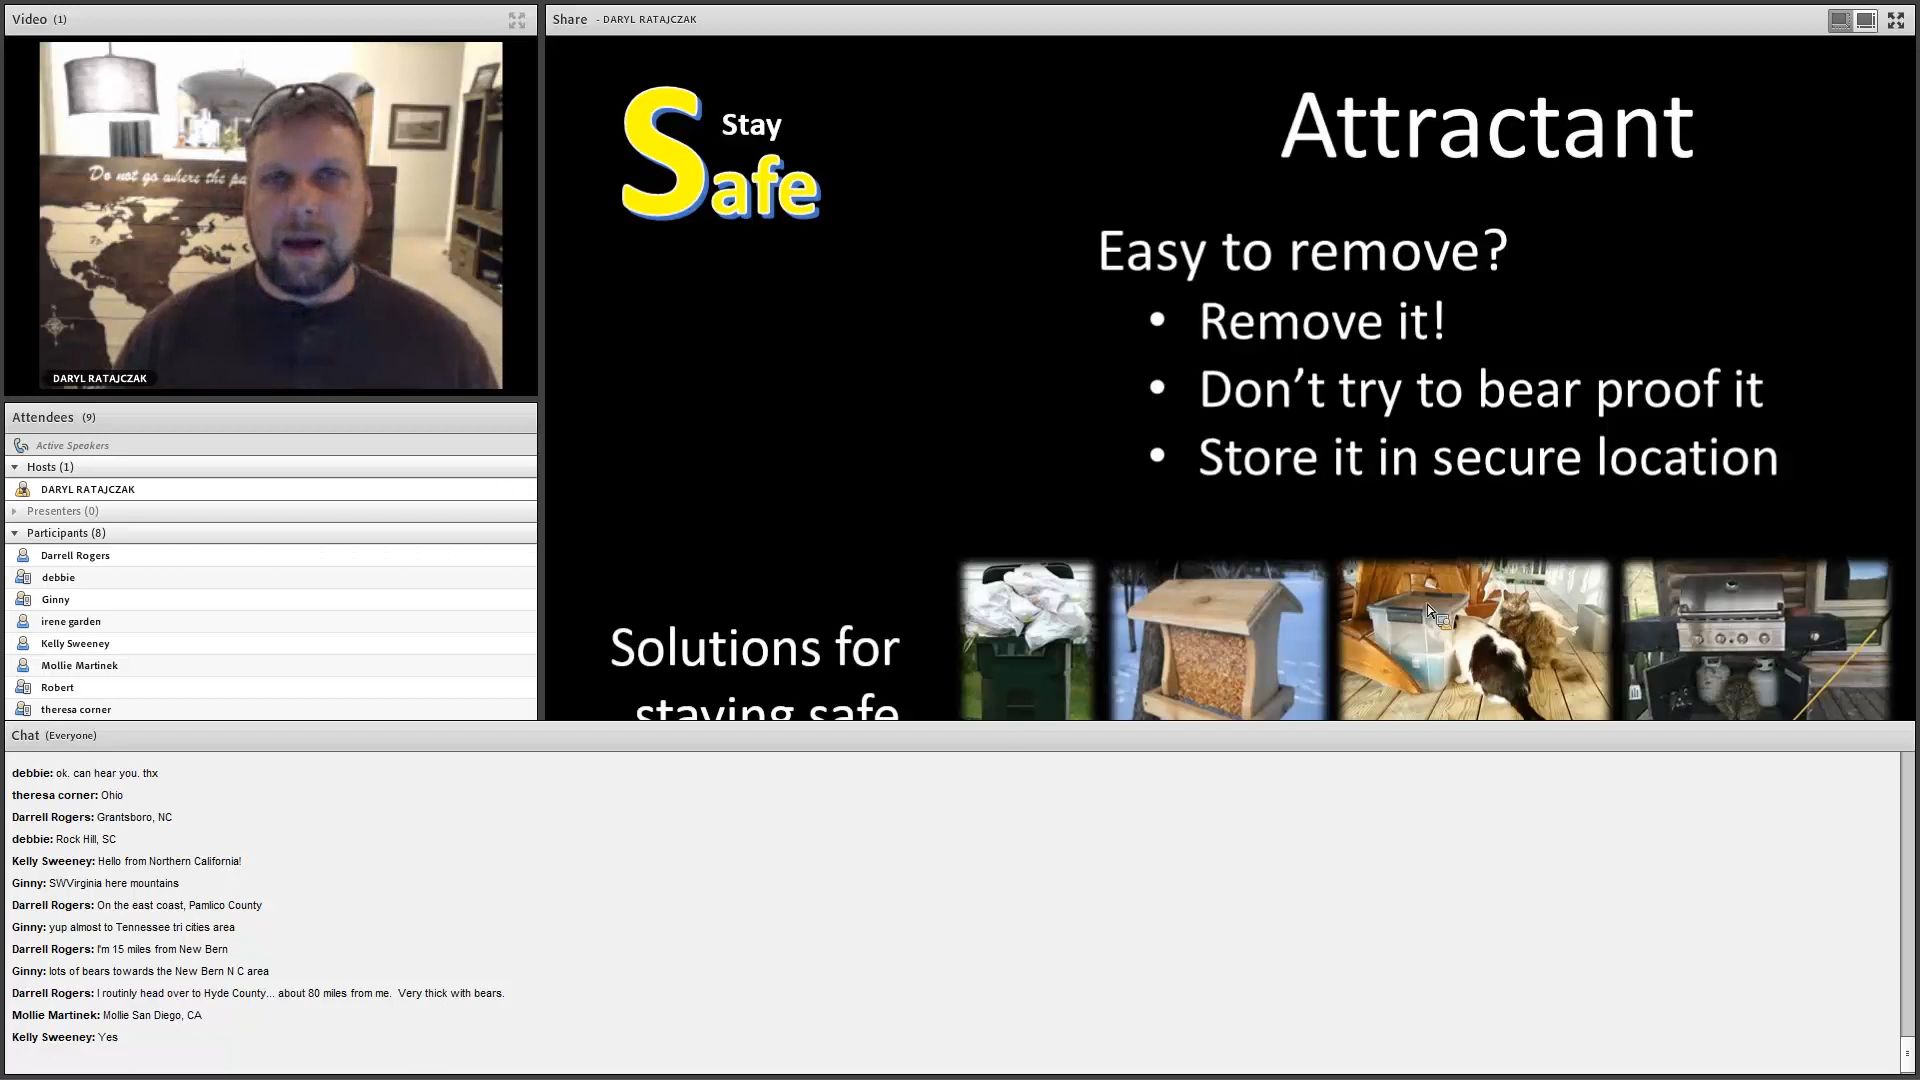 Video (1)
Do not go where the pa
DARYL RATAJCZAK
Share - DARYL RATAJCZAK
Stay
Safe
Attractant
Easy to remove?
• Remove it!
• Don’t try to bear proof it
• Store it in secure location
Solutions for
staying safe
Attendees (9)
Active Speakers
Hosts (1)
DARYL RATAJCZAK
Presenters (0)
Participants (8)
Darrell Rogers
debbie
Ginny
irene garden
Kelly Sweeney
Mollie Martinek
Robert
theresa corner
Chat (Everyone)
debbie: ok. can hear you. thx
theresa corner: Ohio
Darrell Rogers: Grantsboro, NC
debbie: Rock Hill, SC
Kelly Sweeney: Hello from Northern California!
Ginny: SWVirginia here mountains
Darrell Rogers: On the east coast, Pamlico County
Ginny: yup almost to Tennessee tri cities area
Darrell Rogers: I'm 15 miles from New Bern
Ginny: lots of bears towards the New Bern N C area
Darrell Rogers: I routinly head over to Hyde County... about 80 miles from me.  Very thick with bears.
Mollie Martinek: Mollie San Diego, CA
Kelly Sweeney: Yes